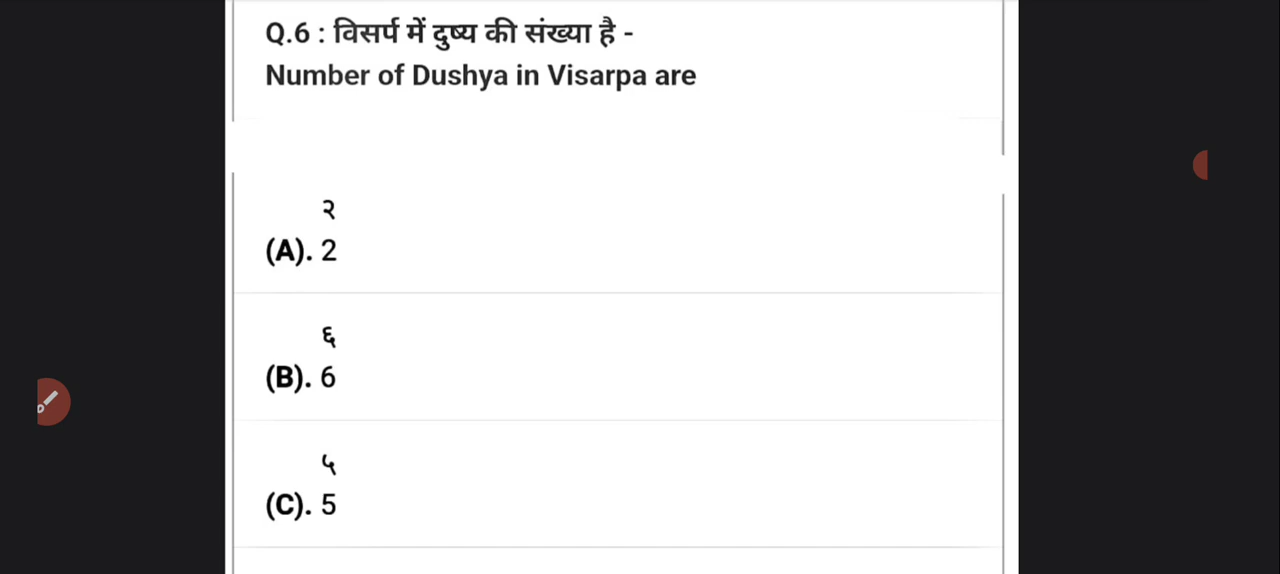 Q.6 : विसर्प में दुष्य की संख्या है -
Number of Dushya in Visarpa are
२
(A). 2
६
(B). 6
५
(C). 5